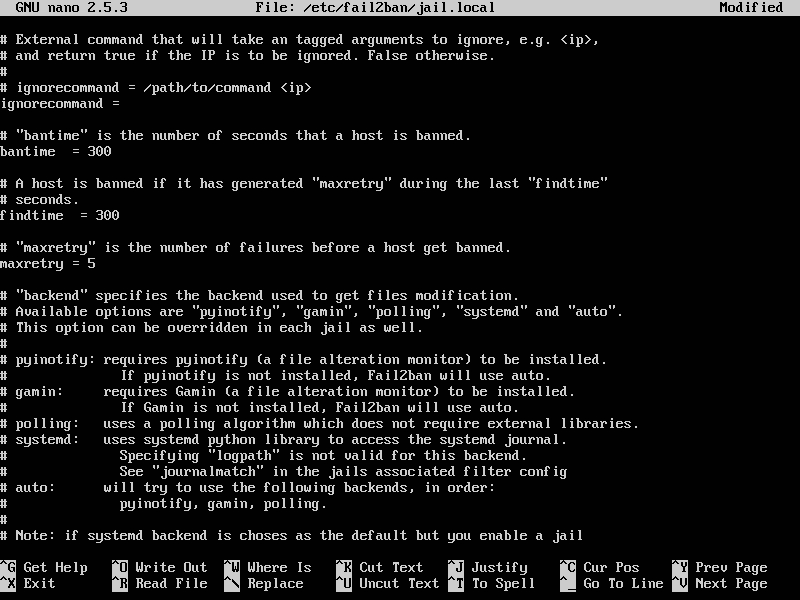 GNU nano 2.5.3 File: /etc/fail2ban/jail.local Modified
# External command that will take an tagged arguments to ignore, e.g. <ip>,
# and return true if the IP is to be ignored. False otherwise.
#
# ignorecommand = /path/to/command <ip>
ignorecommand =
# "bantime" is the number of seconds that a host is banned.
bantime  = 300
# A host is banned if it has generated "maxretry" during the last "findtime"
# seconds.
findtime  = 300
# "maxretry" is the number of failures before a host get banned.
maxretry = 5
# "backend" specifies the backend used to get files modification.
# Available options are "pyinotify", "gamin", "polling", "systemd" and "auto".
# This option can be overridden in each jail as well.
#
# pyinotify: requires pyinotify (a file alteration monitor) to be installed.
#              If pyinotify is not installed, Fail2ban will use auto.
# gamin:     requires Gamin (a file alteration monitor) to be installed.
#              If Gamin is not installed, Fail2ban will use auto.
# polling:   uses a polling algorithm which does not require external libraries.
# systemd:   uses systemd python library to access the systemd journal.
#              Specifying "logpath" is not valid for this backend.
#              See "journalmatch" in the jails associated filter config
# auto:      will try to use the following backends, in order:
#              pyinotify, gamin, polling.
#
# Note: if systemd backend is choses as the default but you enable a jail
^G Get Help ^O Write Out ^W Where Is ^K Cut Text ^J Justify ^C Cur Pos ^Y Prev Page
^X Exit ^R Read File ^\ Replace ^U Uncut Text ^T To Spell ^_ Go To Line ^V Next Page